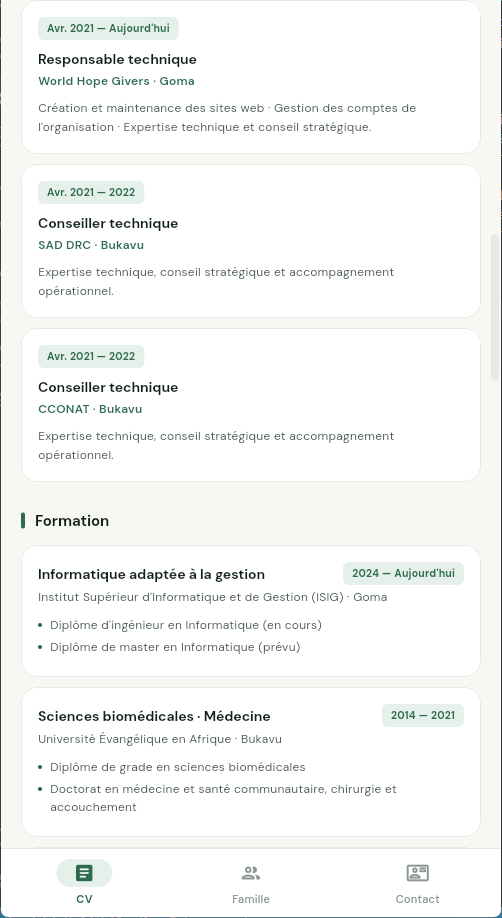 Avr. 2021 — Aujourd'hui
Responsable technique
World Hope Givers · Goma
Création et maintenance des sites web · Gestion des comptes de
l'organisation · Expertise technique et conseil stratégique.
Avr. 2021 — 2022
Conseiller technique
SAD DRC · Bukavu
Expertise technique, conseil stratégique et accompagnement
opérationnel.
Avr. 2021 — 2022
Conseiller technique
CCONAT · Bukavu
Expertise technique, conseil stratégique et accompagnement
opérationnel.
Formation
Informatique adaptée à la gestion
2024 — Aujourd'hui
Institut Supérieur d'Informatique et de Gestion (ISIG) · Goma
Diplôme d'ingénieur en Informatique (en cours)
Diplôme de master en Informatique (prévu)
Sciences biomédicales · Médecine
2014 — 2021
Université Évangélique en Afrique · Bukavu
Diplôme de grade en sciences biomédicales
Doctorat en médecine et santé communautaire, chirurgie et
accouchement
CV
Famille
Contact